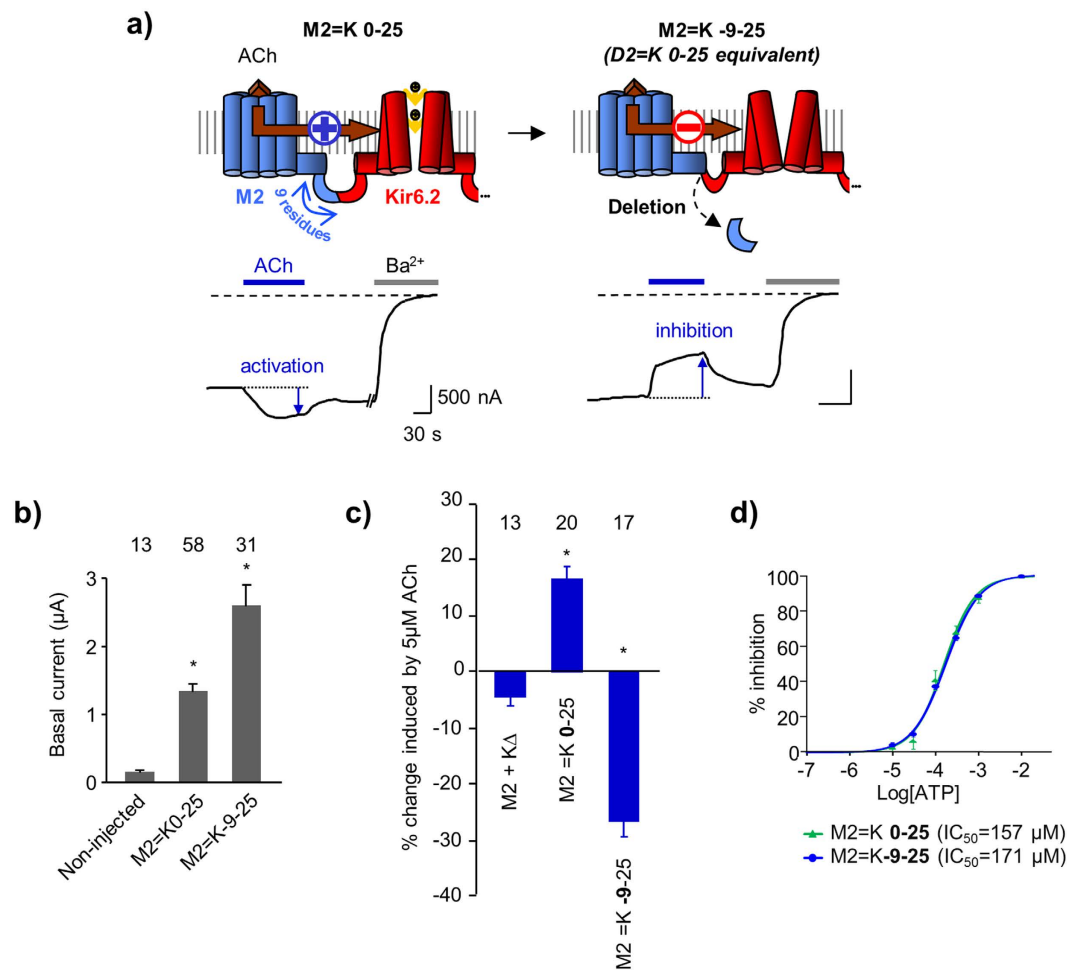 a)
M2=K 0-25
M2=K -9-25
(D2=K 0-25 equivalent)
ACh
M2
9 residues
Kir6.2
...
Deletion
...
ACh
Ba²⁺
activation
500 nA
30 s
inhibition
b)
Basal current (µA)
13 58 31
*
*
3
2
1
0
Non-injected
M2=K0-25
M2=K-9-25
c)
% change induced by 5µM ACh
30
20
10
0
-10
-20
-30
-40
13 20 17
*
*
M2 + KΔ
M2 =K 0-25
M2 =K -9-25
d)
% inhibition
100
80
60
40
20
0
-7 -6 -5 -4 -3 -2
Log[ATP]
M2=K 0-25 (IC₅₀=157 µM)
M2=K-9-25 (IC₅₀=171 µM)